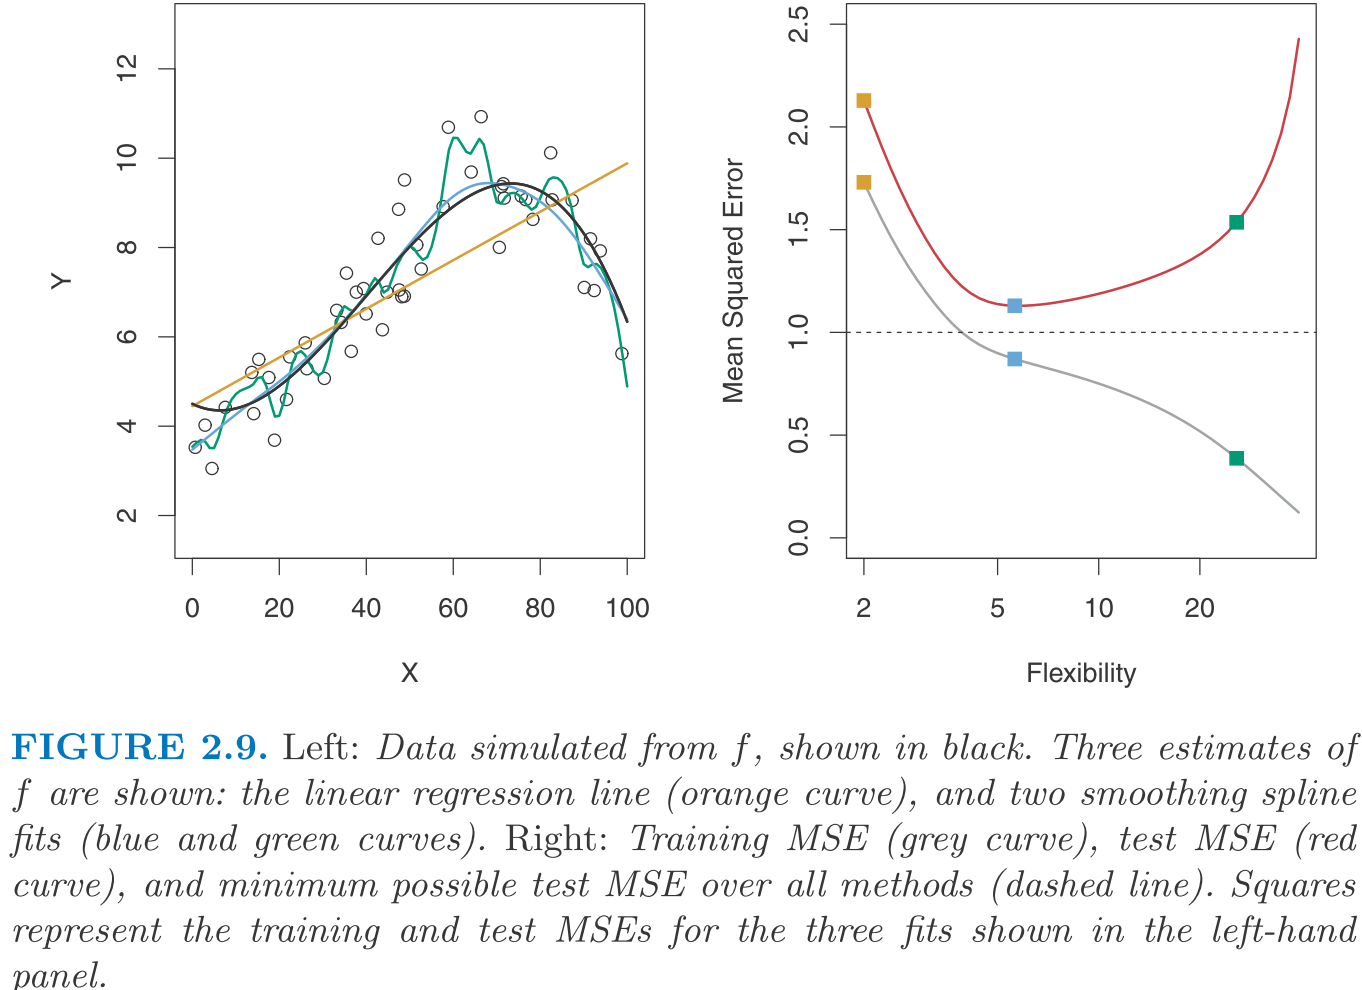 12
10
8
6
4
2
Y
0 20 40 60 80 100
X
2.5
2.0
1.5
1.0
0.5
0.0
Mean Squared Error
2 5 10 20
Flexibility
FIGURE 2.9. Left: Data simulated from f, shown in black. Three estimates of
f are shown: the linear regression line (orange curve), and two smoothing spline
fits (blue and green curves). Right: Training MSE (grey curve), test MSE (red
curve), and minimum possible test MSE over all methods (dashed line). Squares
represent the training and test MSEs for the three fits shown in the left-hand
panel.